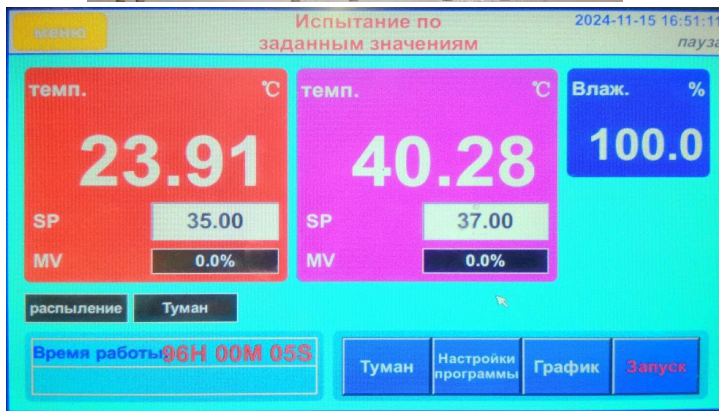 меню
Испытание по
заданным значениям
2024-11-15 16:51:11
пауза
темп. ℃
23.91
SP 35.00
MV 0.0%
темп. ℃
40.28
SP 37.00
MV 0.0%
Влаж. %
100.0
распыление Туман
Время работы: 96H 00M 05S
Туман
Настройки
программы
График
Запуск